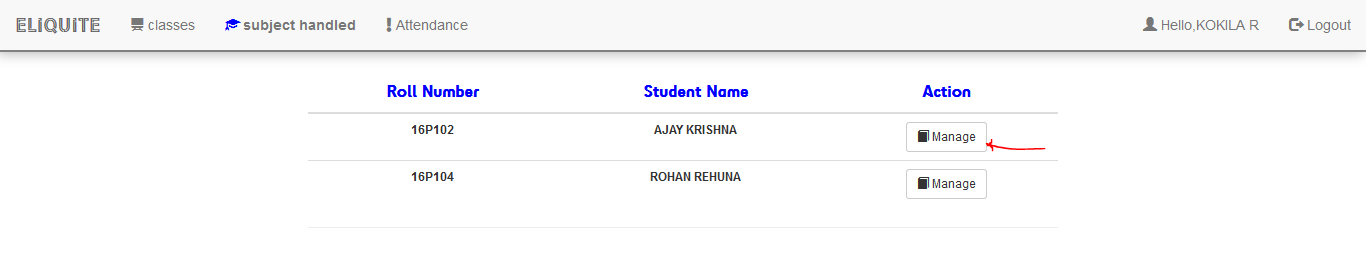 ELiQUiTE classes subject handled Attendance Hello,KOKILA R Logout
Roll Number Student Name Action
16P102 AJAY KRISHNA Manage
16P104 ROHAN REHUNA Manage